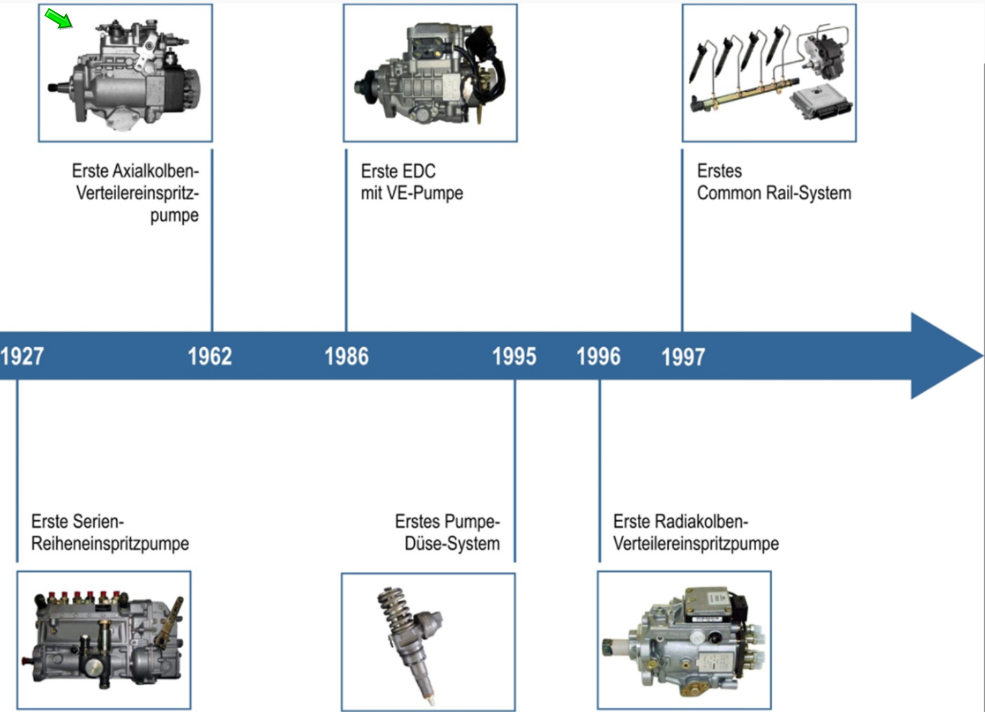 Erste Axialkolben-
Verteilereinspritz-
pumpe
Erste EDC
mit VE-Pumpe
Erstes
Common Rail-System
1927
1962
1986
1995
1996
1997
Erste Serien-
Reiheneinspritzpumpe
Erstes Pumpe-
Düse-System
Erste Radiakolben-
Verteilereinspritzpumpe